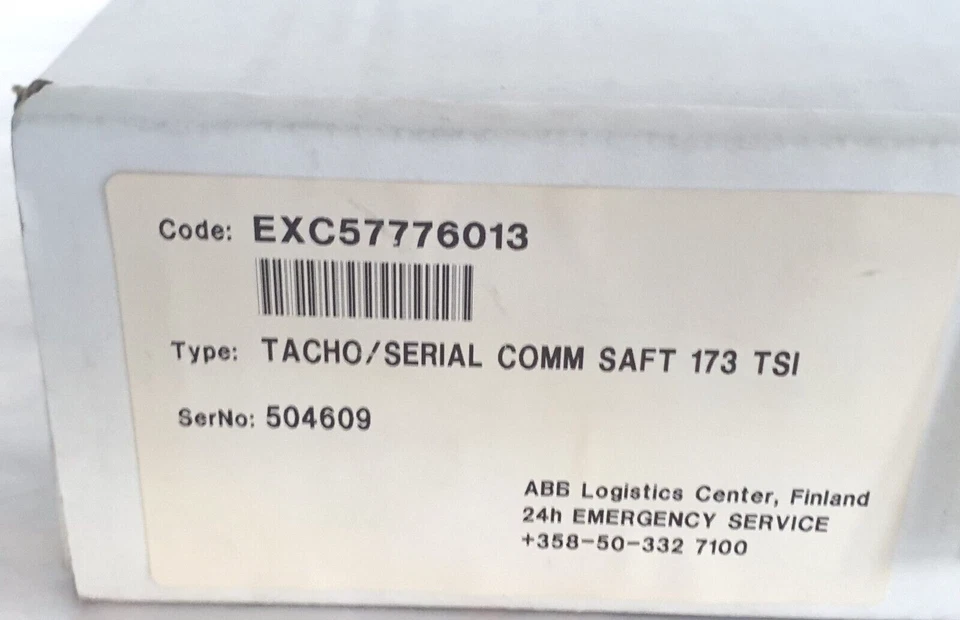 Code: EXC57776013
Type: TACHO/SERIAL COMM SAFT 173 TSI
SerNo: 504609
ABB Logistics Center, Finland
24h EMERGENCY SERVICE
+358-50-332 7100